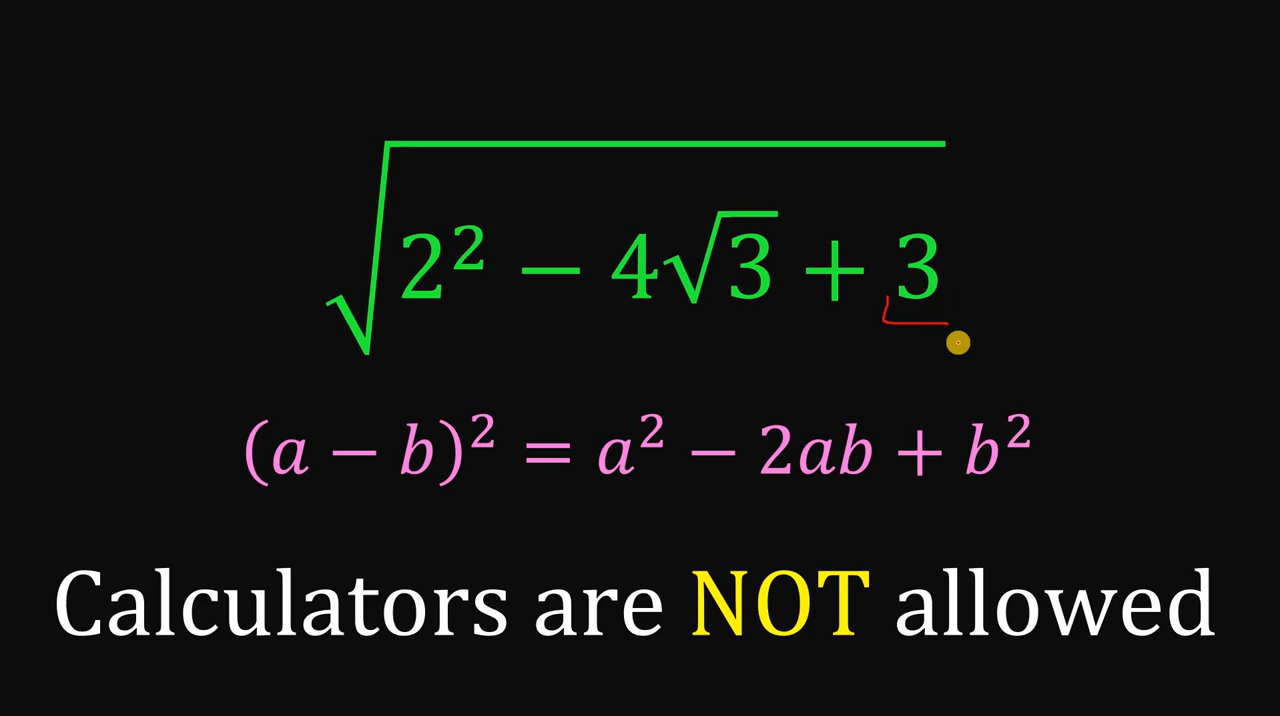 √(2² − 4√3 + 3)
(a − b)² = a² − 2ab + b²
Calculators are NOT allowed